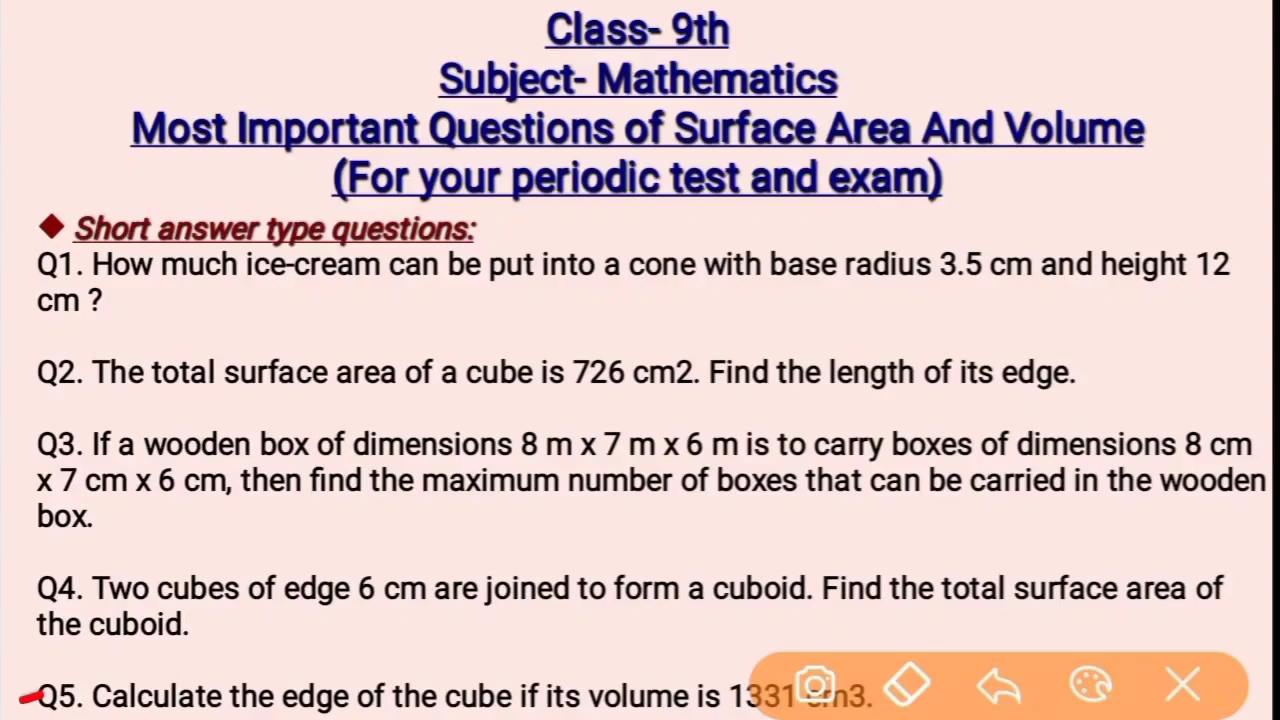 Class- 9th
Subject- Mathematics
Most Important Questions of Surface Area And Volume
(For your periodic test and exam)
◆ Short answer type questions:
Q1. How much ice-cream can be put into a cone with base radius 3.5 cm and height 12
cm ?
Q2. The total surface area of a cube is 726 cm2. Find the length of its edge.
Q3. If a wooden box of dimensions 8 m x 7 m x 6 m is to carry boxes of dimensions 8 cm
x 7 cm x 6 cm, then find the maximum number of boxes that can be carried in the wooden
box.
Q4. Two cubes of edge 6 cm are joined to form a cuboid. Find the total surface area of
the cuboid.
Q5. Calculate the edge of the cube if its volume is 1331 cm3.